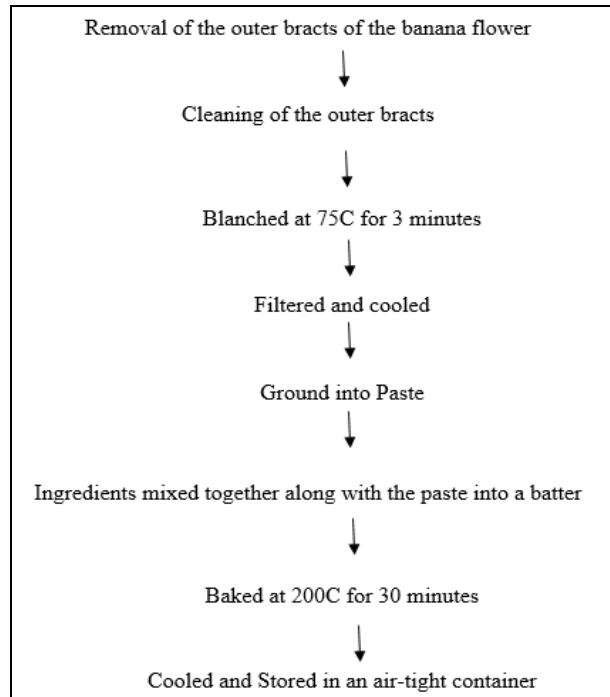 Removal of the outer bracts of the banana flower
Cleaning of the outer bracts
Blanched at 75C for 3 minutes
Filtered and cooled
Ground into Paste
Ingredients mixed together along with the paste into a batter
Baked at 200C for 30 minutes
Cooled and Stored in an air-tight container